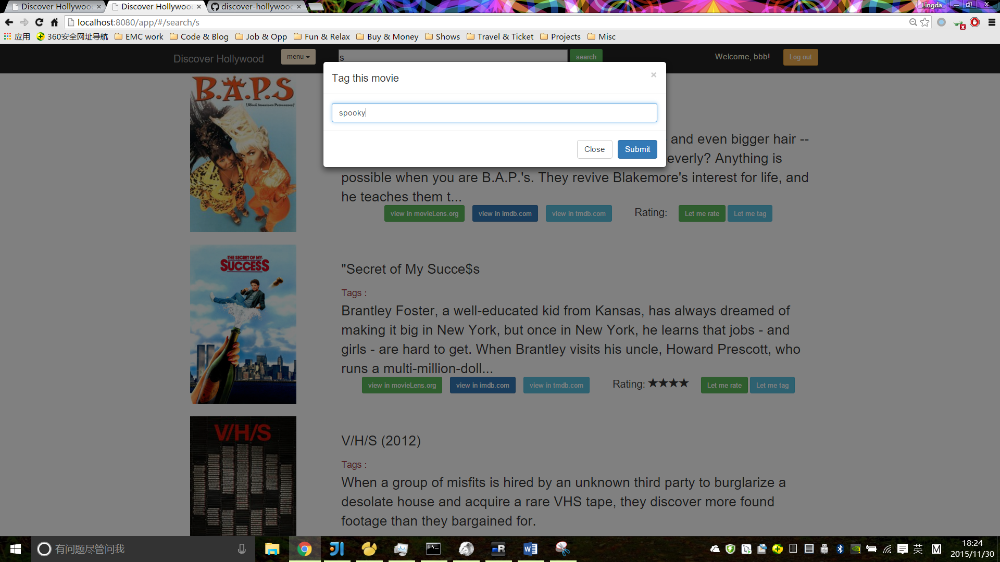 Discover Hollywoo
Discover Hollywoo
discover-hollywoo
Lingda
localhost:8080/app/#/search/s
应用
360安全网址导航
EMC work
Code & Blog
Job & Opp
Fun & Relax
Buy & Money
Shows
Travel & Ticket
Projects
Misc
Discover Hollywood
menu
s
search
Welcome, bbb!
Log out
Tag this movie
×
spooky
Close
Submit
B.A.P.S
(Black American Princesses)
and even bigger hair --
everly? Anything is
possible when you are B.A.P.'s. They revive Blakemore's interest for life, and
he teaches them t...
view in movieLens.org
view in imdb.com
view in tmdb.com
Rating:
Let me rate
Let me tag
THE SECRET OF MY
SUCCESS
"Secret of My Succe$s
Tags :
Brantley Foster, a well-educated kid from Kansas, has always dreamed of
making it big in New York, but once in New York, he learns that jobs - and
girls - are hard to get. When Brantley visits his uncle, Howard Prescott, who
runs a multi-million-doll...
view in movieLens.org
view in imdb.com
view in tmdb.com
Rating: ★★★★
Let me rate
Let me tag
V/H/S
V/H/S (2012)
Tags :
When a group of misfits is hired by an unknown third party to burglarize a
desolate house and acquire a rare VHS tape, they discover more found
footage than they bargained for.
有问题尽管问我
英
M
18:24
2015/11/30